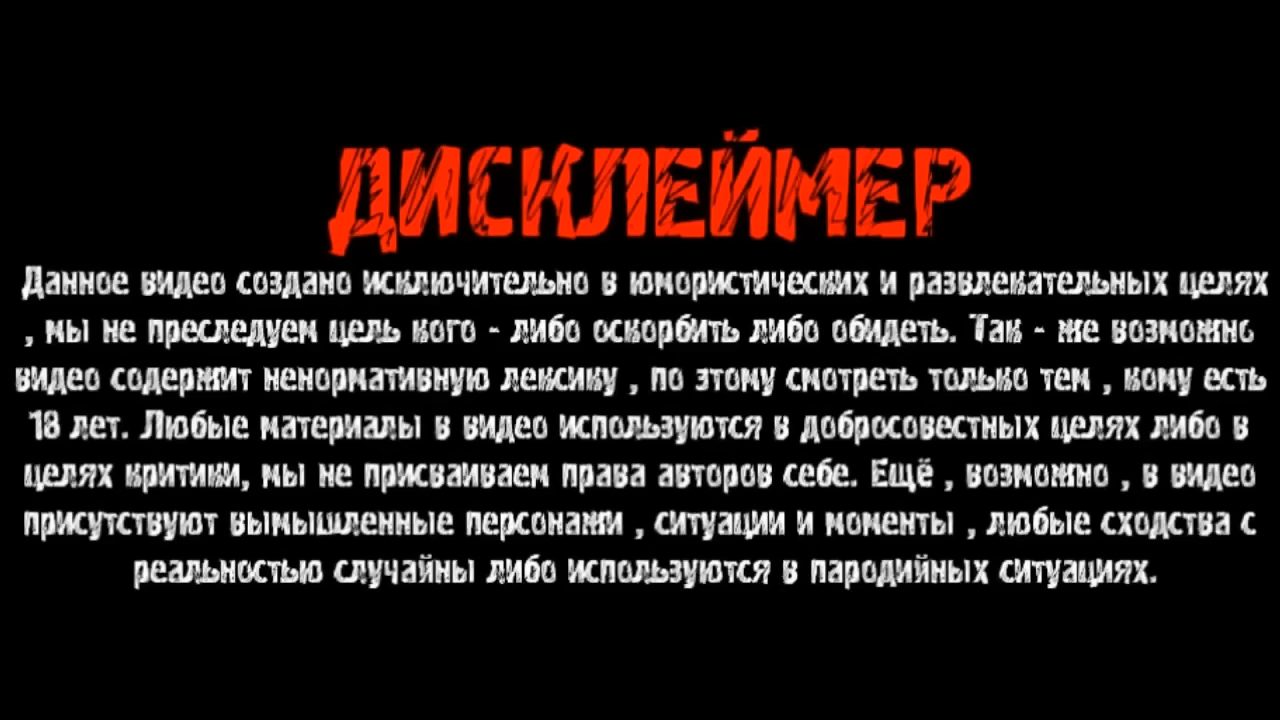 ДИСКЛЕЙМЕР
Данное видео создано исключительно в юмористических и развлекательных целях
, мы не преследуем цель кого - либо оскорбить либо обидеть. Так - же возможно
видео содержит ненормативную лексику , по этому смотреть только тем , кому есть
18 лет. Любые материалы в видео используются в добросовестных целях либо в
целях критики, мы не присваиваем права авторов себе. Ещё , возможно , в видео
присутствуют вымышленные персонажи , ситуации и моменты , любые сходства с
реальностью случайны либо используются в пародийных ситуациях.